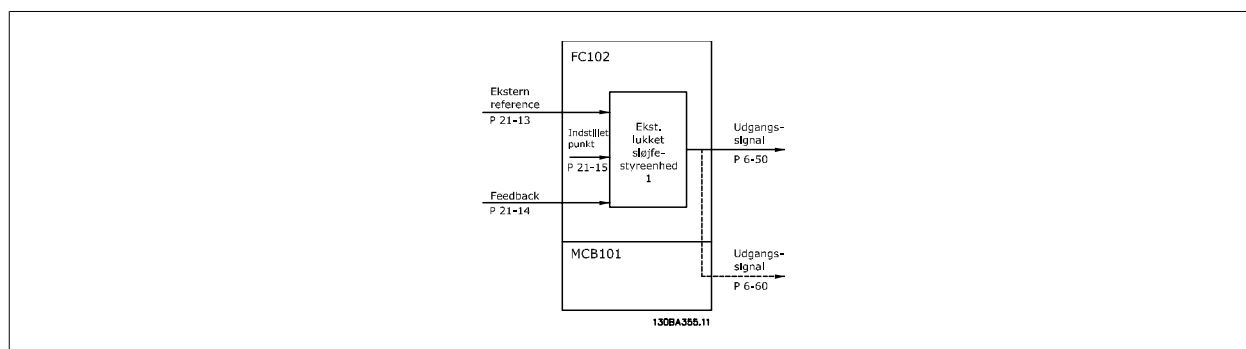 FC102
Ekstern
reference
P 21-13
Indstillet
punkt
P 21-15
Feedback
P 21-14
Ekst.
lukket
sløjfe-
styreenhed
1
Udgangs-
signal
P 6-50
MCB101
Udgangs-
signal
P 6-60
130BA355.11